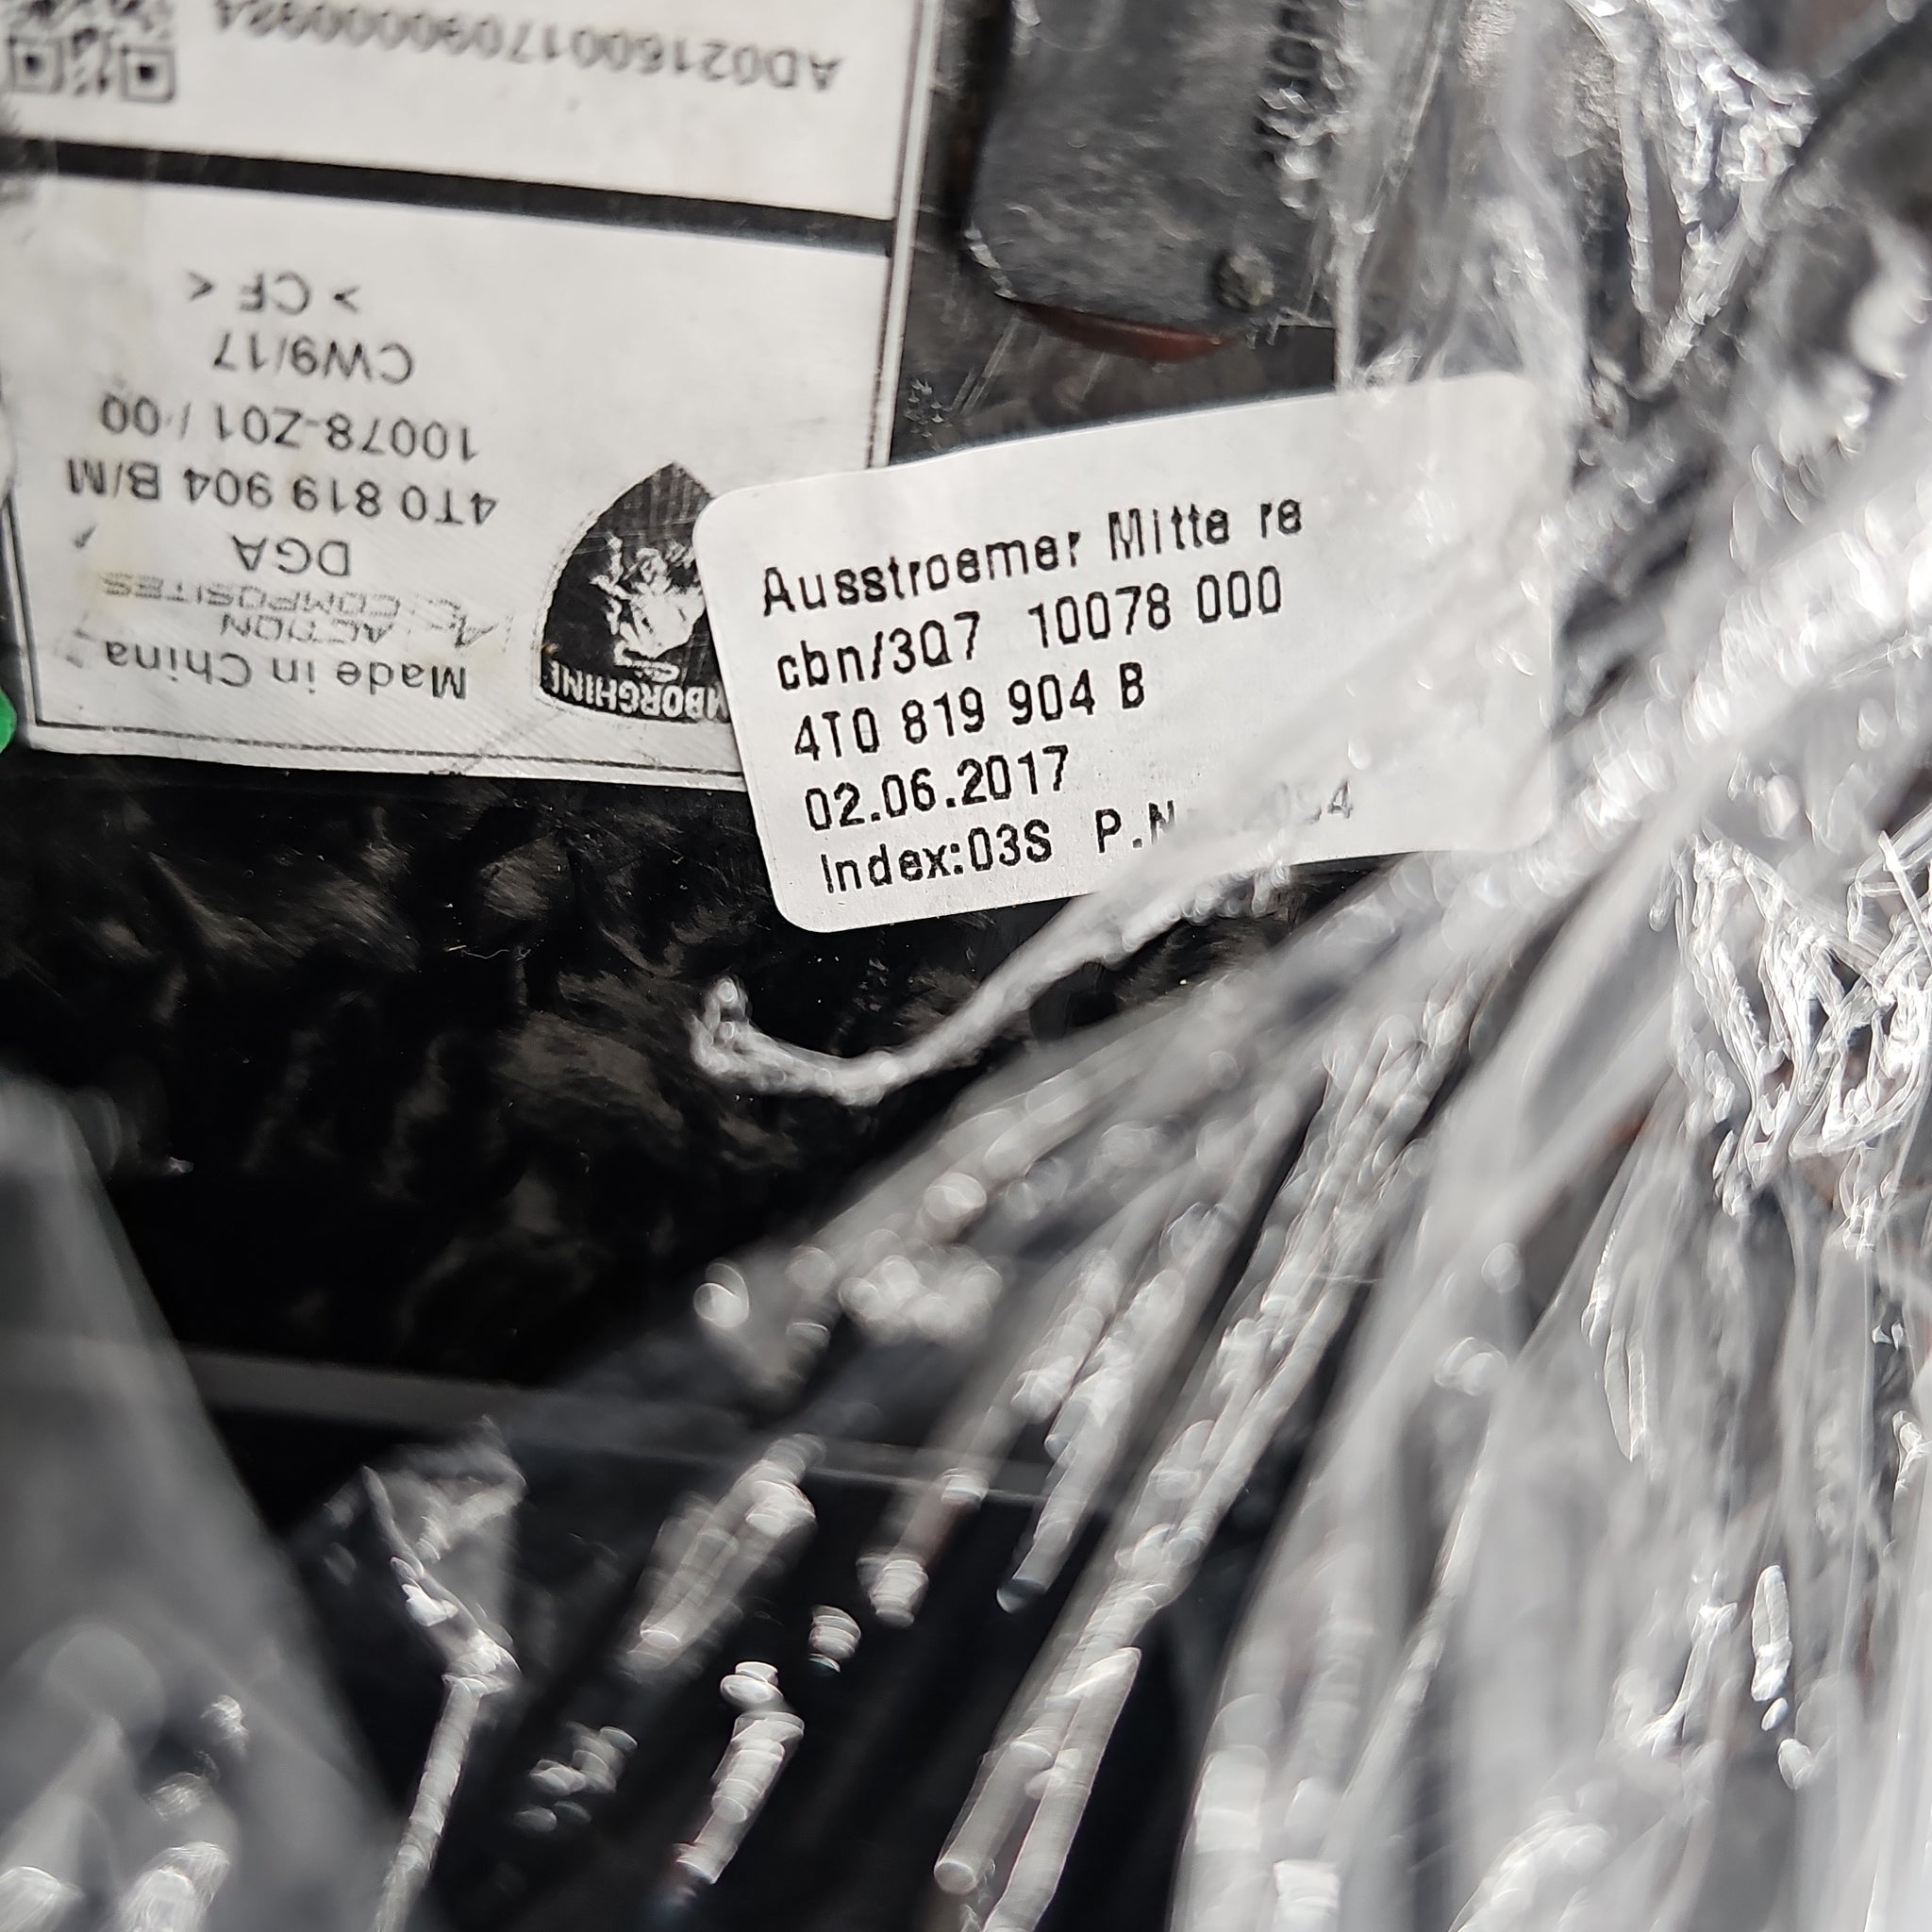 Ausstroemer Mitte re
cbn/3Q7 10078 000
4T0 819 904 B
02.06.2017
Index:03S
Made in China
ACTION
COMPOSITES
DGA
4T0 819 904 B/M
10078-Z01 / 00
CW9/17
> CF <